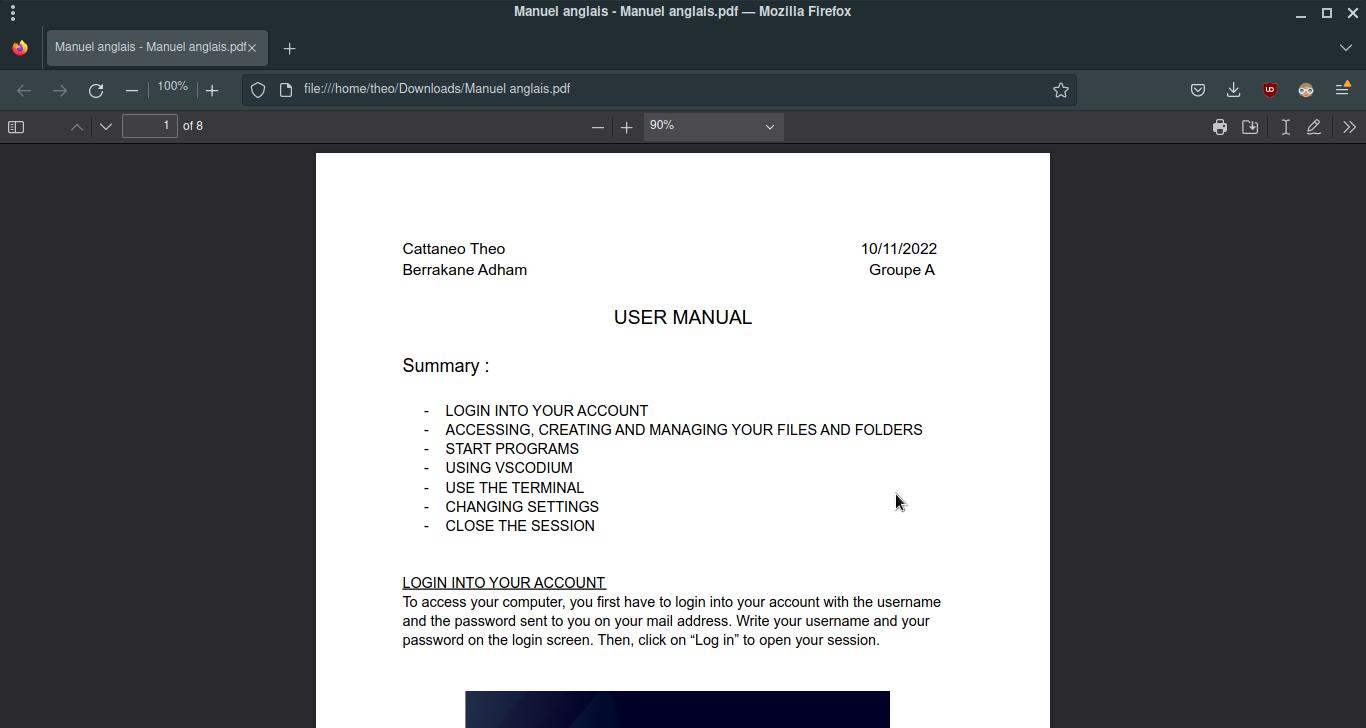 Manuel anglais - Manuel anglais.pdf — Mozilla Firefox
Manuel anglais - Manuel anglais.pdf
100%
file:///home/theo/Downloads/Manuel anglais.pdf
1 of 8
90%
Cattaneo Theo 10/11/2022
Berrakane Adham Groupe A
USER MANUAL
Summary :
- LOGIN INTO YOUR ACCOUNT
- ACCESSING, CREATING AND MANAGING YOUR FILES AND FOLDERS
- START PROGRAMS
- USING VSCODIUM
- USE THE TERMINAL
- CHANGING SETTINGS
- CLOSE THE SESSION
LOGIN INTO YOUR ACCOUNT
To access your computer, you first have to login into your account with the username
and the password sent to you on your mail address. Write your username and your
password on the login screen. Then, click on “Log in” to open your session.